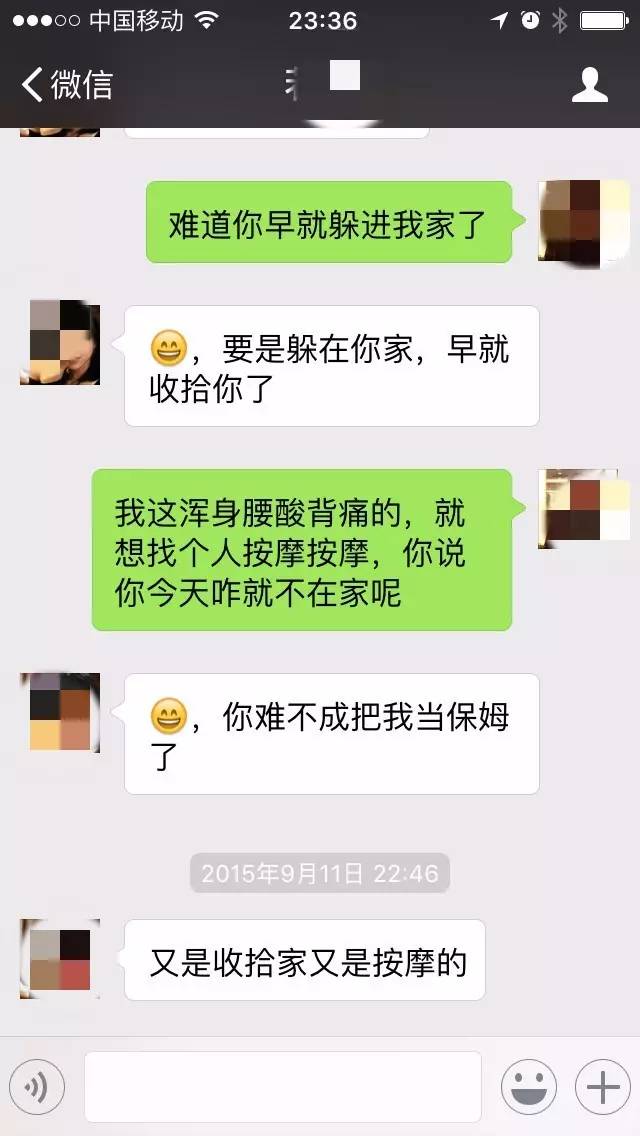 中国移动 23:36
微信
难道你早就躲进我家了
😄，要是躲在你家，早就
收拾你了
我这浑身腰酸背痛的，就
想找个人按摩按摩，你说
你今天咋就不在家呢
😄，你难不成把我当保姆
了
2015年9月11日 22:46
又是收拾家又是按摩的